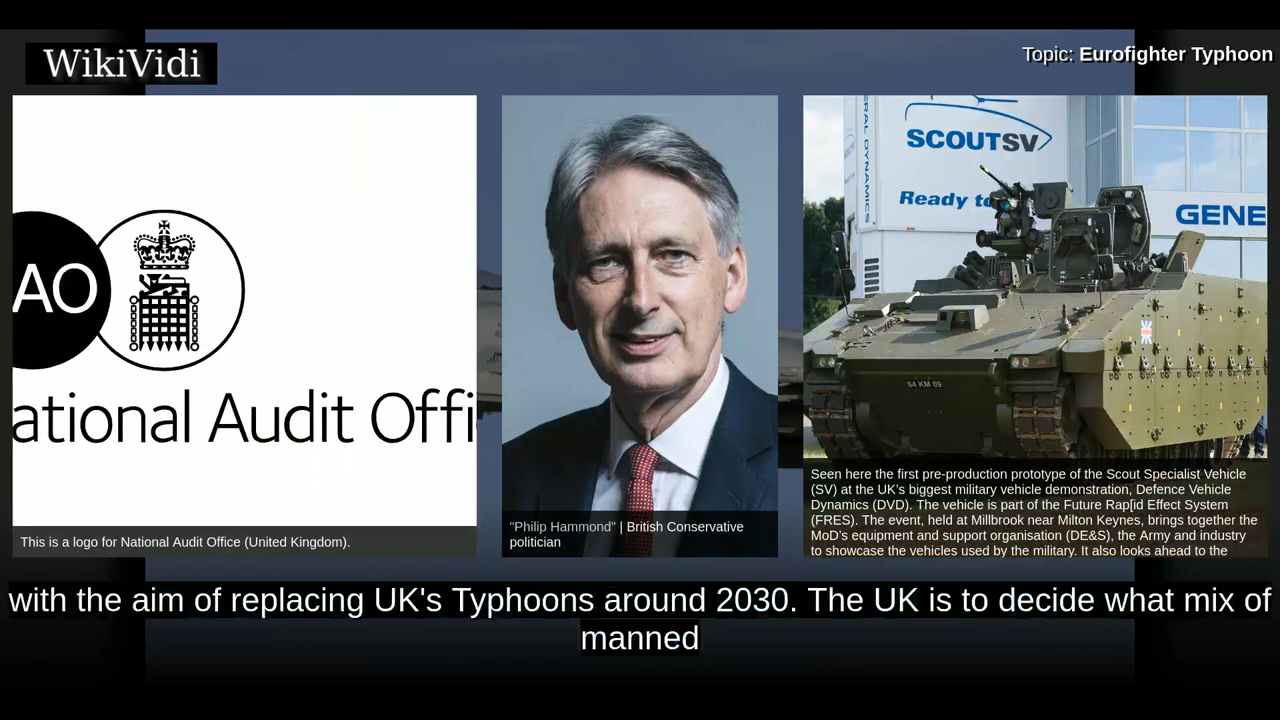 WikiVidi
Topic: Eurofighter Typhoon
AO
ational Audit Offi
This is a logo for National Audit Office (United Kingdom).
"Philip Hammond" | British Conservative
politician
ERAL DYNAMICS
SCOUTSV
Ready to
GENE
64 KM 09
Seen here the first pre-production prototype of the Scout Specialist Vehicle
(SV) at the UK's biggest military vehicle demonstration, Defence Vehicle
Dynamics (DVD). The vehicle is part of the Future Rap[id Effect System
(FRES). The event, held at Millbrook near Milton Keynes, brings together the
MoD's equipment and support organisation (DE&S), the Army and industry
to showcase the vehicles used by the military. It also looks ahead to the
with the aim of replacing UK's Typhoons around 2030. The UK is to decide what mix of
manned